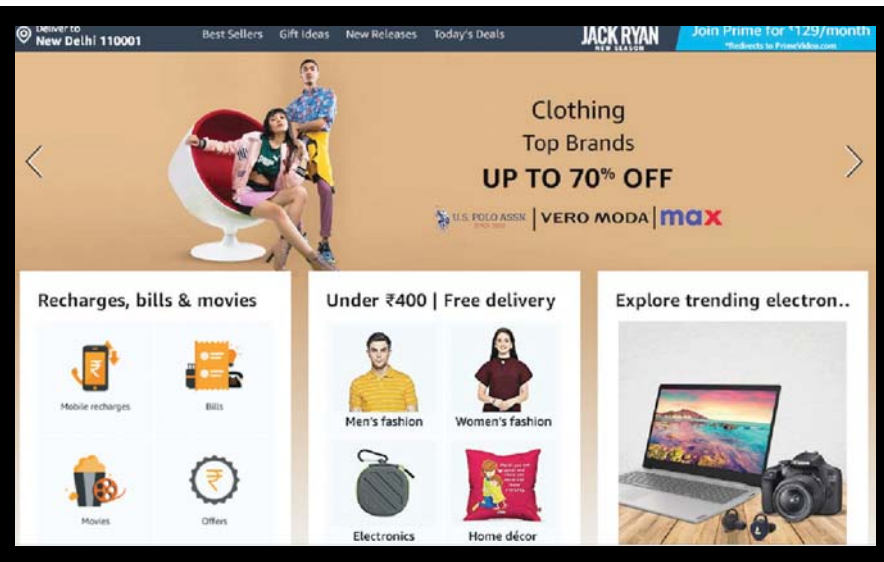 Deliver to
New Delhi 110001
Best Sellers
Gift Ideas
New Releases
Today's Deals
JACK RYAN
NEW SEASON
Join Prime for ₹129/month
*Redirects to PrimeVideo.com
Clothing
Top Brands
UP TO 70% OFF
U.S. POLO ASSN.
VERO MODA
max
Recharges, bills & movies
Mobile recharges
Bills
Movies
Offers
Under ₹400 | Free delivery
Men's fashion
Women's fashion
Electronics
Home décor
Explore trending electron..